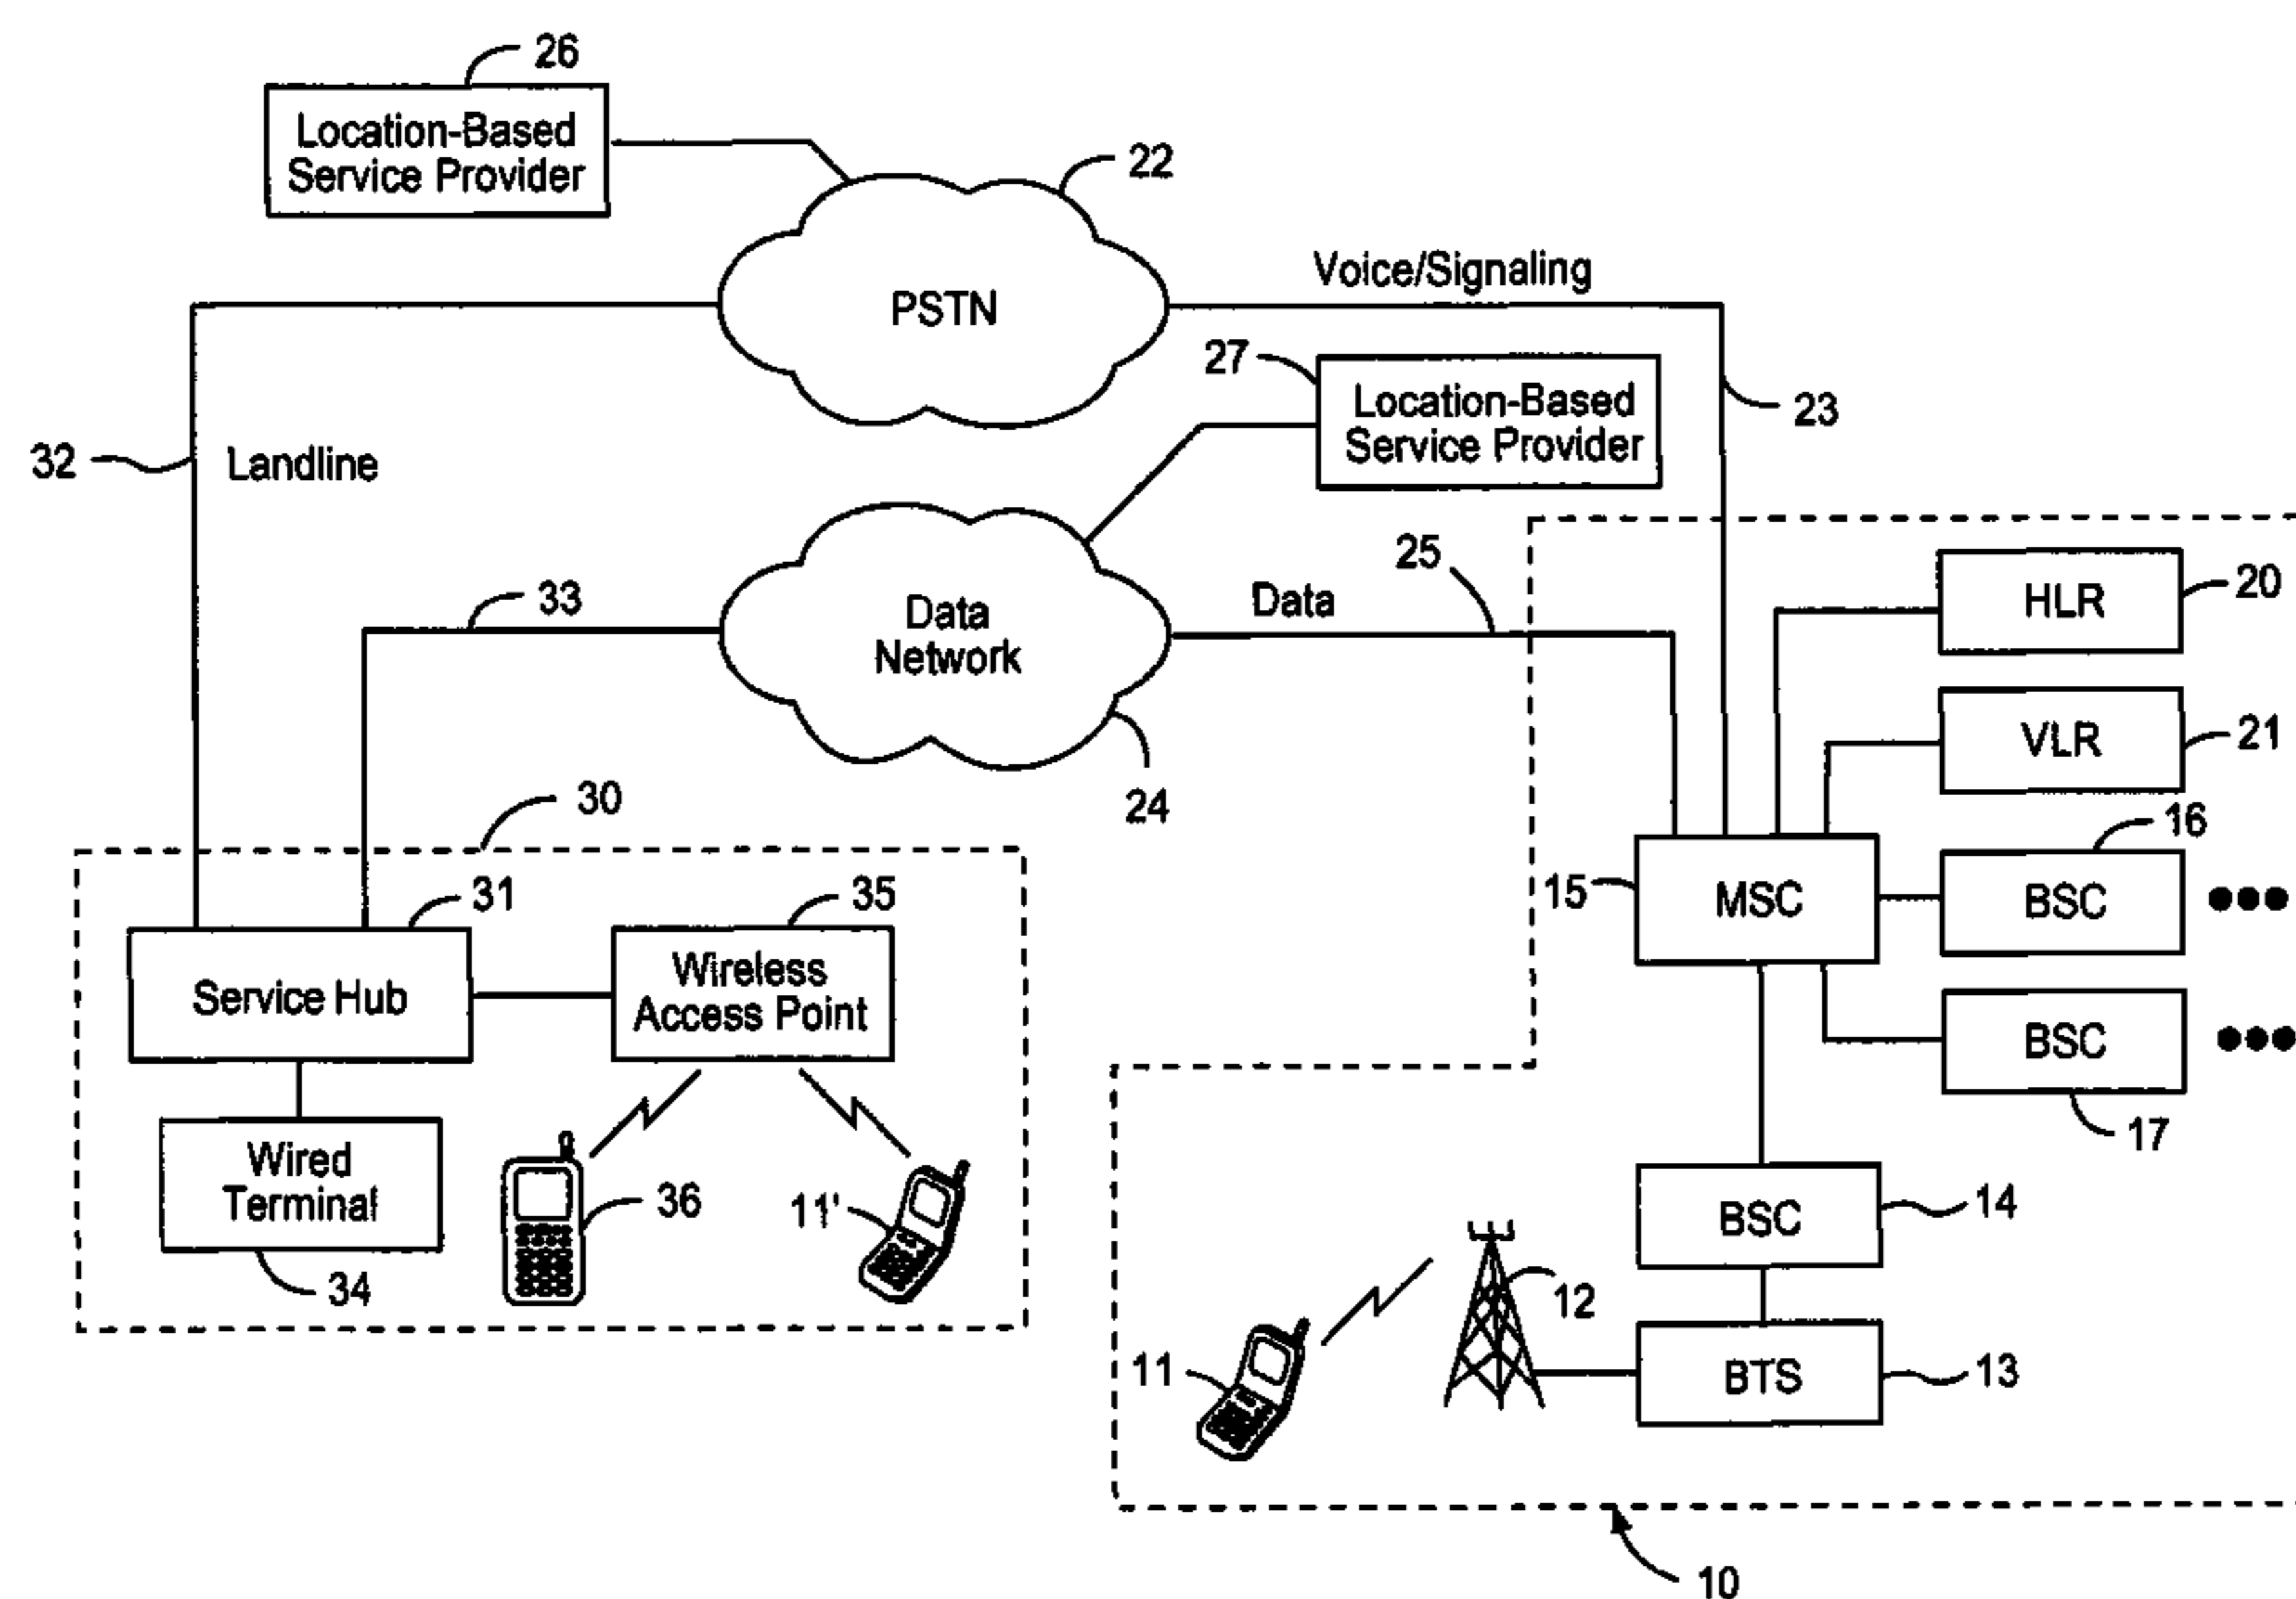 26
Location-Based
Service Provider
22
Voice/Signaling
PSTN
27
Location-Based
Service Provider
23
32
Landline
25
Data
33
Data
Network
24
HLR
20
VLR
21
16
15
MSC
BSC
BSC
17
30
31
35
Service Hub
Wireless
Access Point
Wired
Terminal
34
36
11'
BSC
14
12
11
BTS
13
10